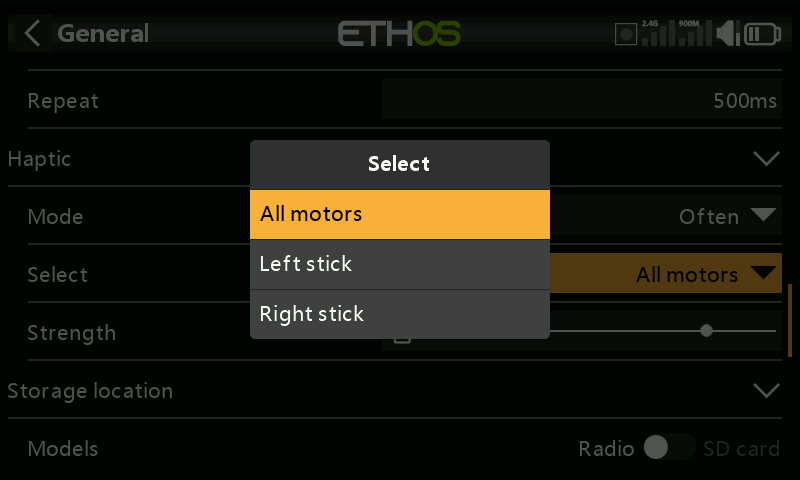 General
ETHOS
2.4G
900M
Repeat
500ms
Haptic
Select
Mode
All motors
Often
Select
Left stick
All motors
Right stick
Strength
Storage location
Models
Radio
SD card